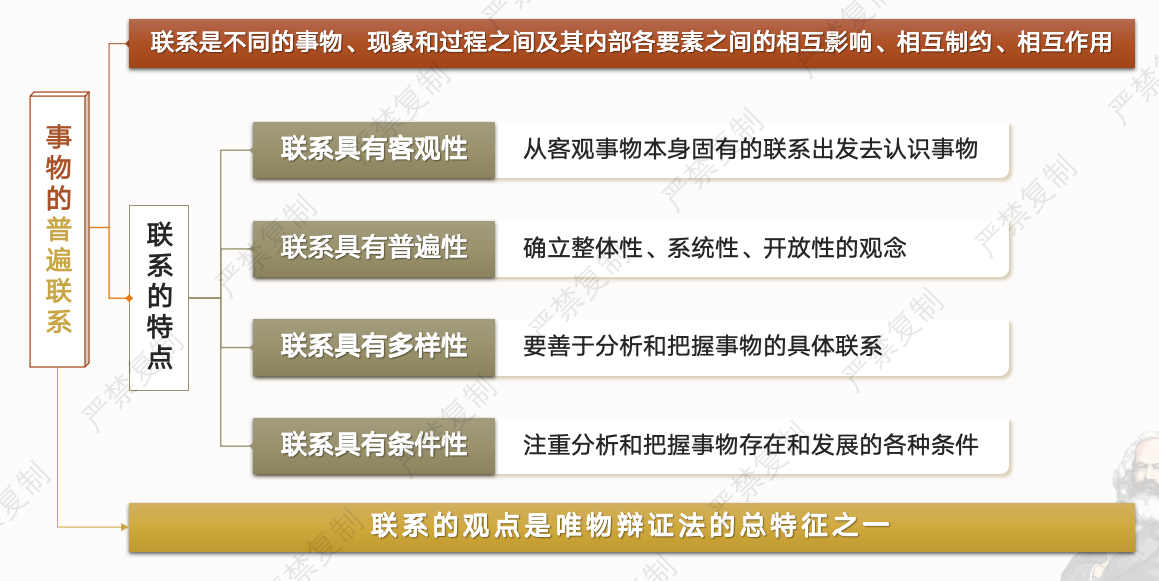 联系是不同的事物、现象和过程之间及其内部各要素之间的相互影响、相互制约、相互作用
事物的普遍联系
联系的特点
联系具有客观性
从客观事物本身固有的联系出发去认识事物
联系具有普遍性
确立整体性、系统性、开放性的观念
联系具有多样性
要善于分析和把握事物的具体联系
联系具有条件性
注重分析和把握事物存在和发展的各种条件
联系的观点是唯物辩证法的总特征之一
严禁复制